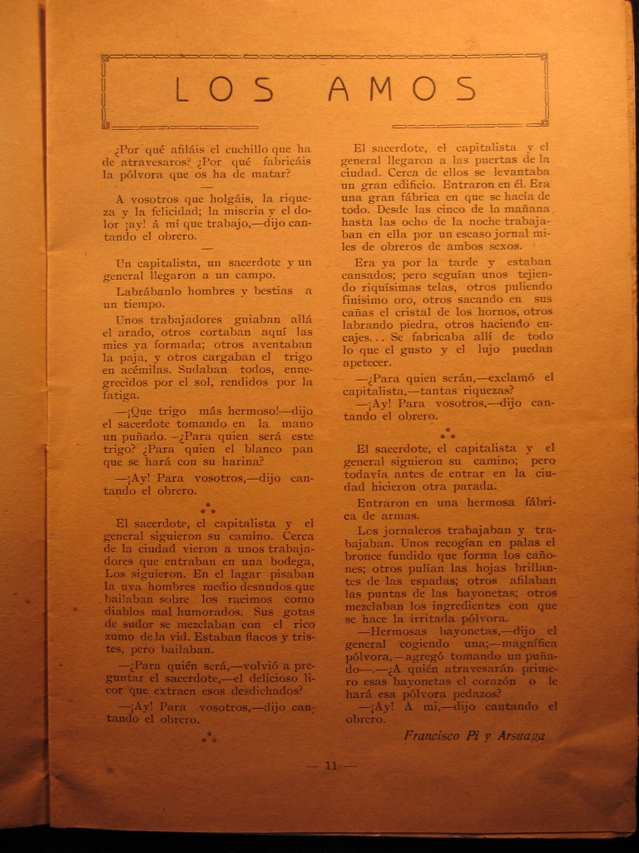 LOS AMOS
¿Por qué afiláis el cuchillo que ha
de atravesaros? ¿Por qué fabricáis
la pólvora que os ha de matar?
—
A vosotros que holgáis, la rique-
za y la felicidad; la miseria y el do-
lor ¡ay! á mí que trabajo,—dijo can-
tando el obrero.
—
Un capitalista, un sacerdote y un
general llegaron a un campo.
Labrábanlo hombres y bestias a
un tiempo.
Unos trabajadores guiaban allá
el arado, otros cortaban aquí las
mies ya formada; otros aventaban
la paja, y otros cargaban el trigo
en acémilas. Sudaban todos, enne-
grecidos por el sol, rendidos por la
fatiga.
—¡Que trigo más hermoso!—dijo
el sacerdote tomando en la mano
un puñado. —¿Para quien será este
trigo? ¿Para quien el blanco pan
que se hará con su harina?
—¡Ay! Para vosotros,—dijo can-
tando el obrero.
El sacerdote, el capitalista y el
general siguieron su camino. Cerca
de la ciudad vieron a unos trabaja-
dores que entraban en una bodega,
Los siguieron. En el lagar pisaban
la uva hombres medio desnudos que
bailaban sobre los racimos como
diablos mal humorados. Sus gotas
de sudor se mezclaban con el rico
zumo de la vid. Estaban flacos y tris-
tes, pero bailaban.
—¿Para quién será,—volvió a pre-
guntar el sacerdote,—el delicioso li-
cor que extraen esos desdichados?
—¡Ay! Para vosotros,—dijo can-
tando el obrero.
El sacerdote, el capitalista y el
general llegaron a las puertas de la
ciudad. Cerca de ellos se levantaba
un gran edificio. Entraron en él. Era
una gran fábrica en que se hacía de
todo. Desde las cinco de la mañana
hasta las ocho de la noche trabaja-
ban en ella por un escaso jornal mi-
les de obreros de ambos sexos.
Era ya por la tarde y estaban
cansados; pero seguían unos tejien-
do riquísimas telas, otros puliendo
finisimo oro, otros sacando en sus
cañas el cristal de los hornos, otros
labrando piedra, otros haciendo en-
cajes... Se fabricaba allí de todo
lo que el gusto y el lujo puedan
apetecer.
—¿Para quien serán,—exclamó el
capitalista,—tantas riquezas?
—¡Ay! Para vosotros,—dijo can-
tando el obrero.
El sacerdote, el capitalista y el
general siguieron su camino; pero
todavía antes de entrar en la ciu-
dad hicieron otra parada.
Entraron en una hermosa fábri-
ca de armas.
Los jornaleros trabajaban y tra-
bajaban. Unos recogían en palas el
bronce fundido que forma los caño-
nes; otros pulían las hojas brillan-
tes de las espadas; otros afilaban
las puntas de las bayonetas; otros
mezclaban los ingredientes con que
se hace la irritada pólvora.
—Hermosas bayonetas,—dijo el
general cogiendo una;—magnífica
pólvora,—agregó tomando un puña-
do—.—¿A quién atravesarán prime-
ro esas bayonetas el corazón o le
hará esa pólvora pedazos?
—¡Ay! A mi,—dijo cantando el
obrero.
Francisco Pi y Arsuaga
— 11 —